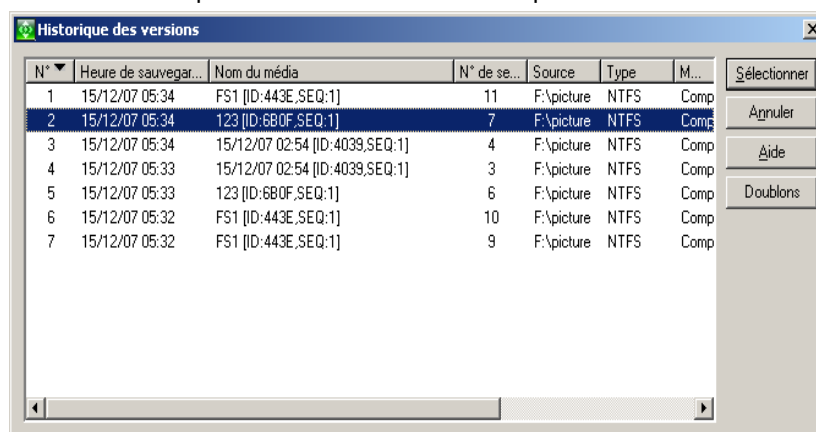 Historique des versions
N° Heure de sauvegar... Nom du média N° de se... Source Type M...
1 15/12/07 05:34 FS1 [ID:443E,SEQ:1] 11 F:\picture NTFS Comp
2 15/12/07 05:34 123 [ID:6B0F,SEQ:1] 7 F:\picture NTFS Comp
3 15/12/07 05:34 15/12/07 02:54 [ID:4039,SEQ:1] 4 F:\picture NTFS Comp
4 15/12/07 05:33 15/12/07 02:54 [ID:4039,SEQ:1] 3 F:\picture NTFS Comp
5 15/12/07 05:33 123 [ID:6B0F,SEQ:1] 6 F:\picture NTFS Comp
6 15/12/07 05:32 FS1 [ID:443E,SEQ:1] 10 F:\picture NTFS Comp
7 15/12/07 05:32 FS1 [ID:443E,SEQ:1] 9 F:\picture NTFS Comp
Sélectionner
Annuler
Aide
Doublons